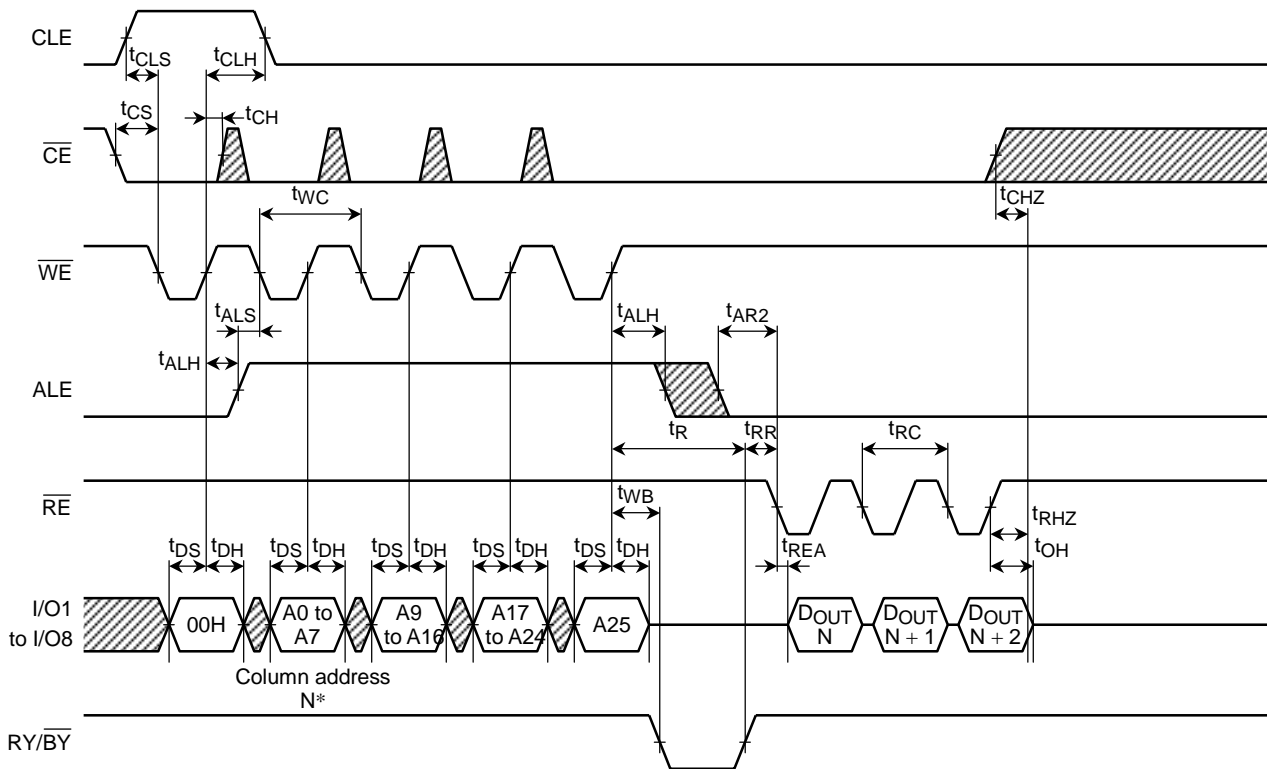 CLE
tCLS
tCLH
tCS
tCH
CE
tWC
tCHZ
WE
tALS
tALH
tAR2
tALH
ALE
tR
tRR
tRC
RE
tWB
tREA
tRHZ
tOH
tDS tDH tDS tDH tDS tDH tDS tDH tDS tDH
I/O1
to I/O8
00H
A0 to
A7
A9
to A16
A17
to A24
A25
DOUT
N
DOUT
N + 1
DOUT
N + 2
Column address
N*
RY/BY